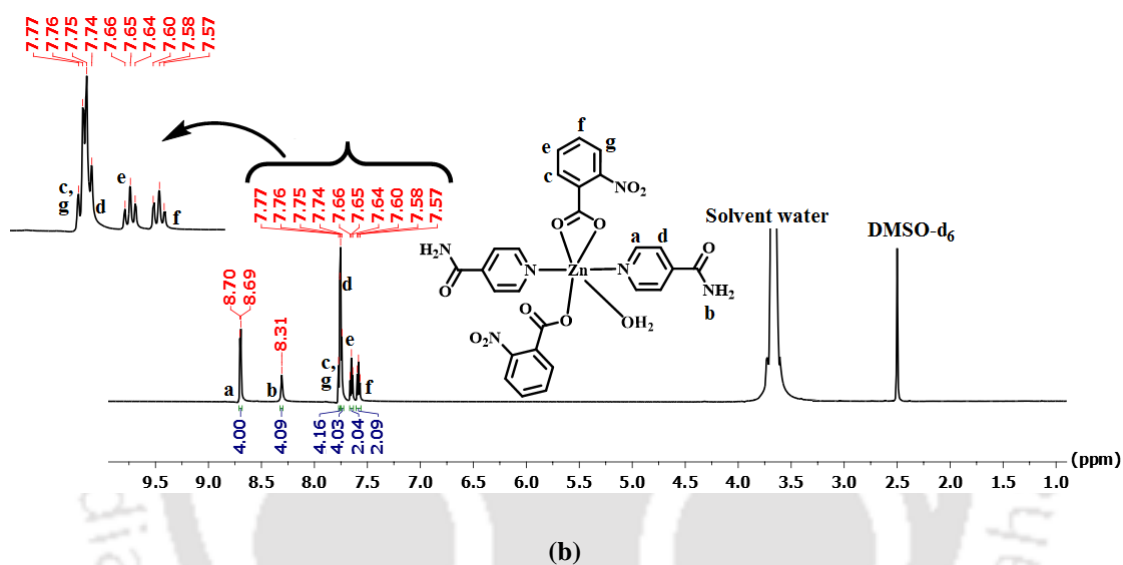 7.77 7.76 7.75 7.74 7.66 7.65 7.64 7.60 7.58 7.57
c,
g
d
e
f
7.77 7.76 7.75 7.74 7.66 7.65 7.64 7.60 7.58 7.57
8.70 8.69
8.31
a
b
c,
g
d
e
f
f
e
g
c
NO₂
O
O
H₂N
O
N
Zn
N
a
d
O
NH₂
b
O
O
OH₂
NO₂
Solvent water
DMSO-d₆
4.00 4.09 4.16 4.03 2.04 2.09
9.5 9.0 8.5 8.0 7.5 7.0 6.5 6.0 5.5 5.0 4.5 4.0 3.5 3.0 2.5 2.0 1.5 1.0 (ppm)
(b)